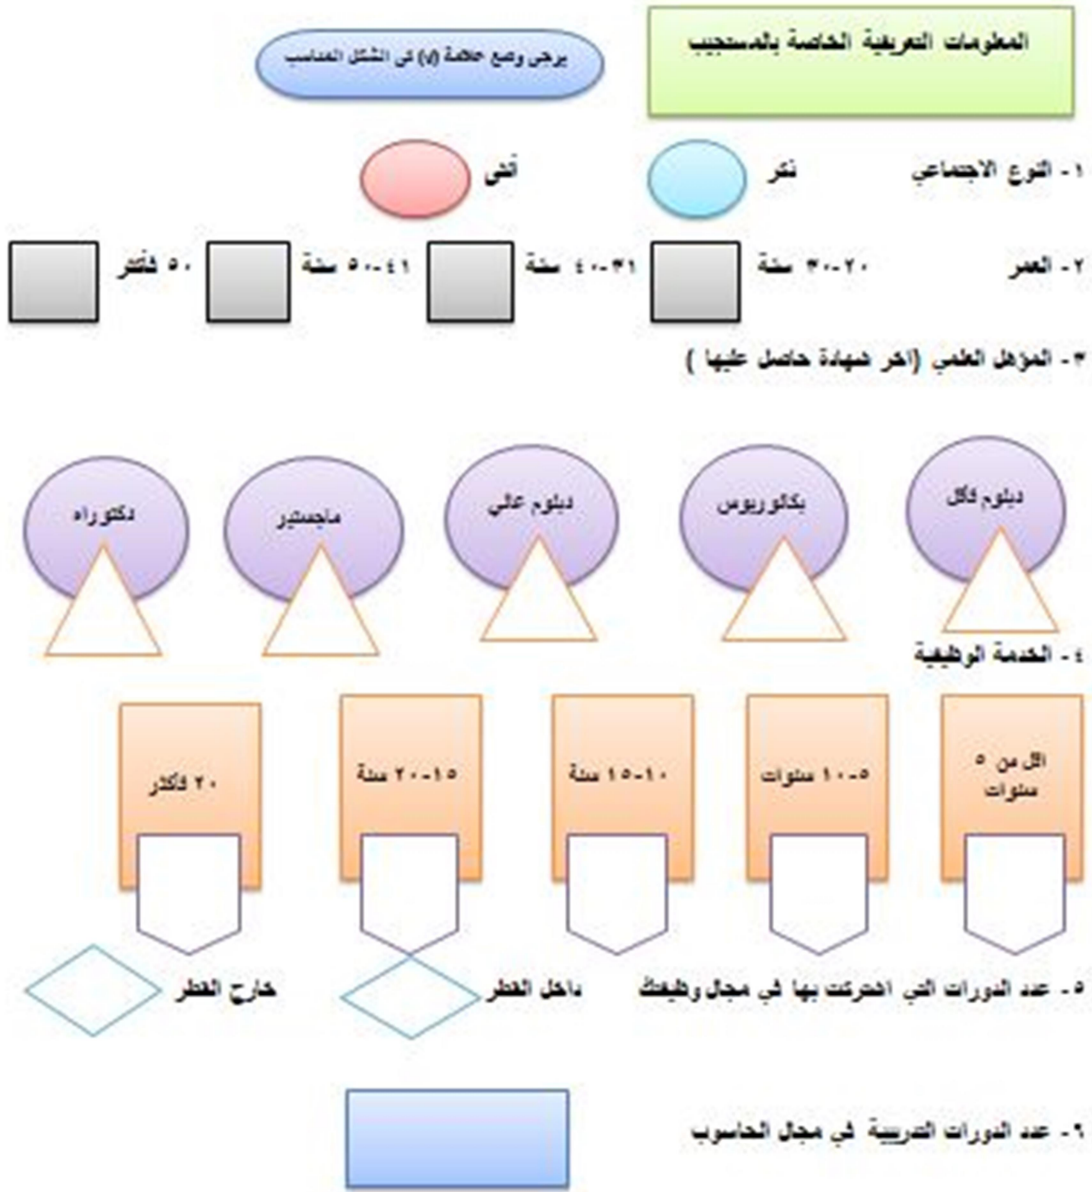 المعلومات التعريفية الخاصة بالمستجيب
يرجى وضع علامة (√) في الشكل المناسب
١- النوع الاجتماعي ذكر أنثى
٢- العمر ٢٠-٣٠ سنة ٣١-٤٠ سنة ٤١-٥٠ سنة ٥٠ فأكثر
٣- المؤهل العلمي (اخر شهادة حاصل عليها )
دبلوم فأقل بكالوريوس دبلوم عالي ماجستير دكتوراه
٤- الخدمة الوظيفية
اقل من ٥
سنوات
٥-١٠ سنوات ١٠-١٥ سنة ١٥-٢٠ سنة ٢٠ فأكثر
٥- عدد الدورات التي اشتركت بها في مجال وظيفتك داخل القطر خارج القطر
٦- عدد الدورات التدريبية في مجال الحاسوب